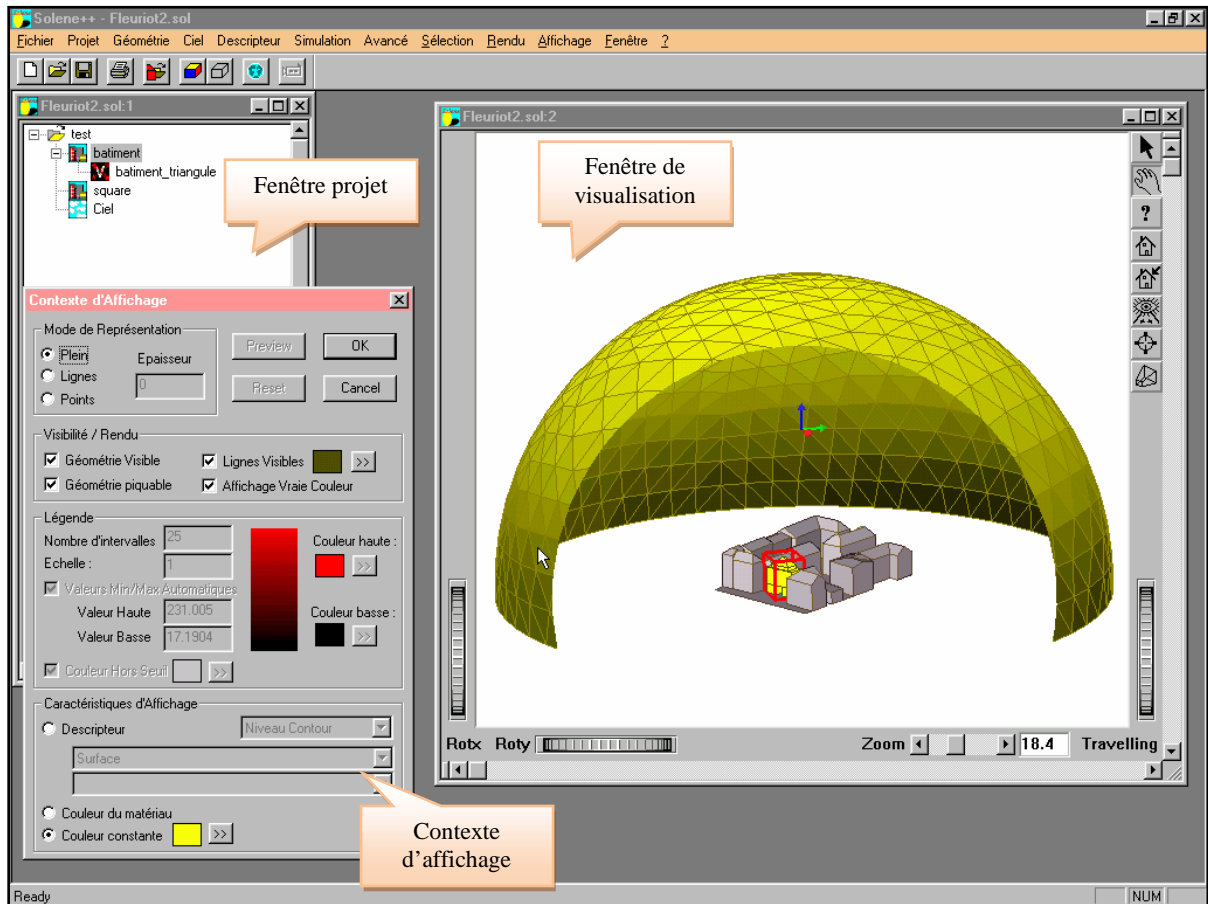 Solene++ - Fleuriot2.sol
Fichier Projet Géométrie Ciel Descripteur Simulation Avancé Sélection Rendu Affichage Fenêtre ?
Fleuriot2.sol:1
test
batiment
batiment_triangule
square
Ciel
Fenêtre projet
Fleuriot2.sol:2
Fenêtre de
visualisation
Contexte d'Affichage
Mode de Représentation
Plein
Lignes
Points
Epaisseur
0
Preview
OK
Reset
Cancel
Visibilité / Rendu
Géométrie Visible
Lignes Visibles
>>
Géométrie piquable
Affichage Vraie Couleur
Légende
Nombre d'intervalles
25
Couleur haute :
Echelle :
1
>>
Valeurs Min/Max Automatiques
Valeur Haute
231.005
Couleur basse :
Valeur Basse
17.1904
>>
Couleur Hors Seuil
>>
Caractéristiques d'Affichage
Descripteur
Niveau Contour
Surface
Couleur du matériau
Couleur constante
>>
Contexte
d'affichage
?
Rotx Roty
Zoom
18.4
Travelling
Ready
NUM